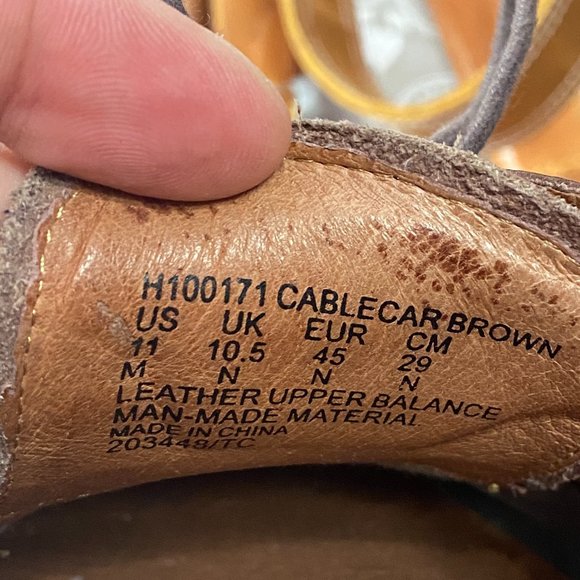 H100171 CABLECAR BROWN
US UK EUR CM
11 10.5 45 29
M N N N
LEATHER UPPER BALANCE
MAN-MADE MATERIAL
MADE IN CHINA
203448/TC